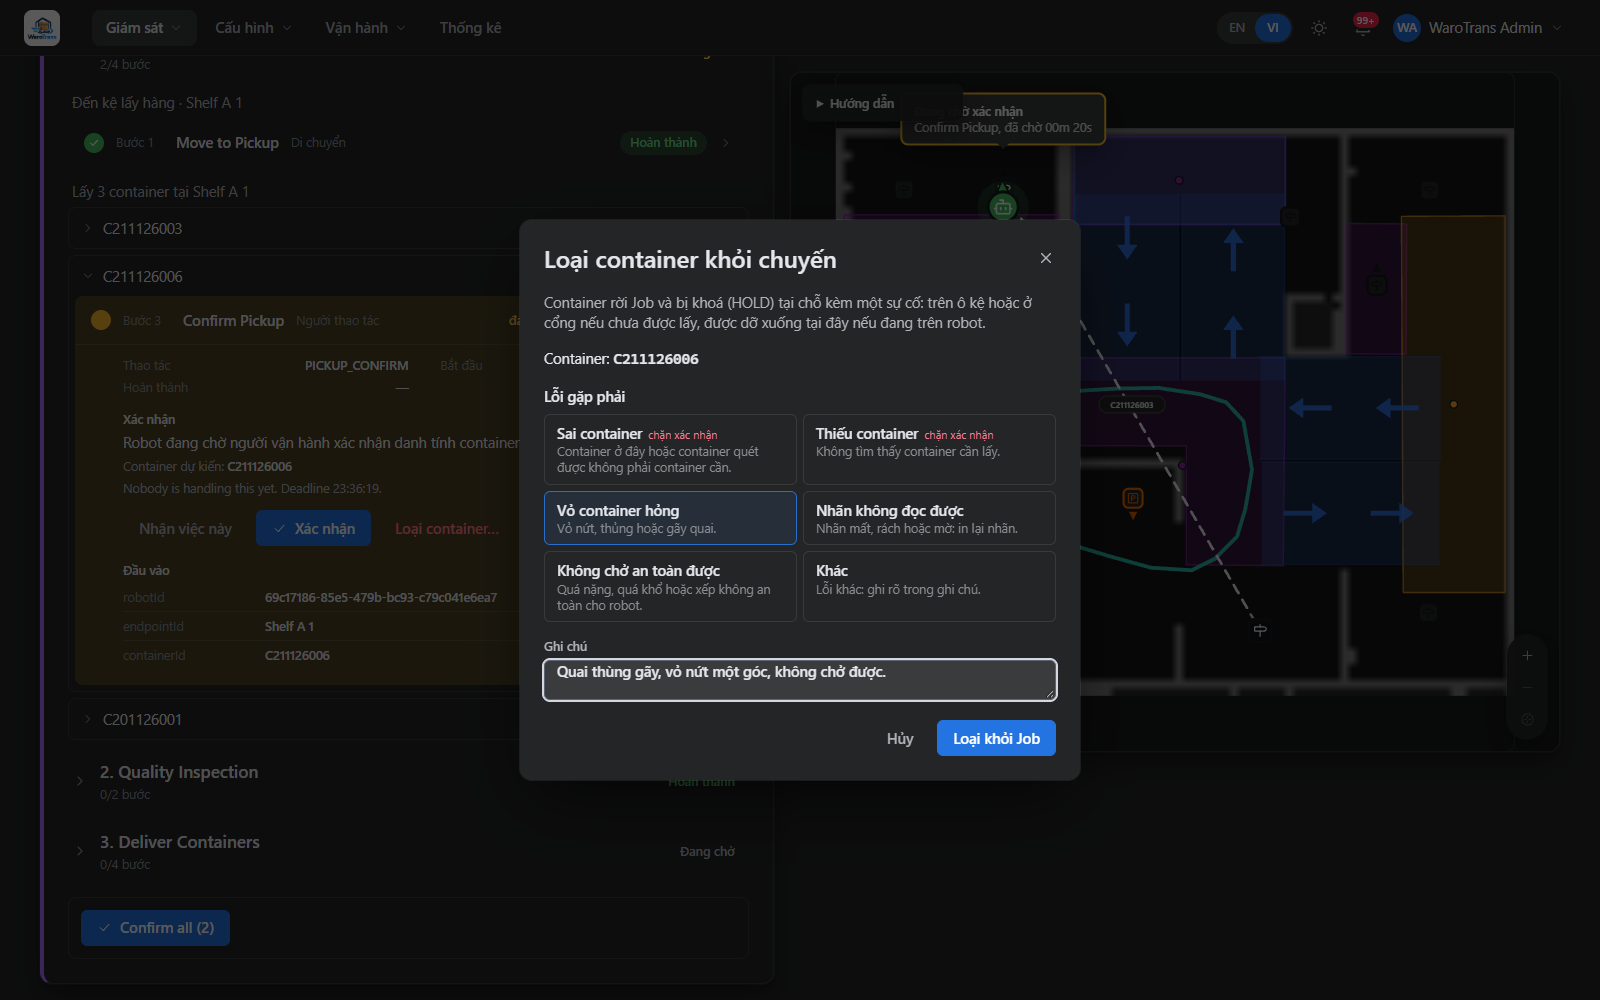 WaroTrans
Giám sát
Cấu hình
Vận hành
Thống kê
EN
VI
99+
WA
WaroTrans Admin
2/4 bước
Đến kệ lấy hàng · Shelf A 1
Bước 1
Move to Pickup
Di chuyển
Hoàn thành
Lấy 3 container tại Shelf A 1
C211126003
C211126006
Bước 3
Confirm Pickup
Người thao tác
Thao tác
PICKUP_CONFIRM
Bắt đầu
Hoàn thành
—
Xác nhận
Robot đang chờ người vận hành xác nhận danh tính container
Container dự kiến: C211126006
Nobody is handling this yet. Deadline 23:36:19.
Nhận việc này
Xác nhận
Loại container...
Đầu vào
robotId
69c17186-85e5-479b-bc93-c79c041e6ea7
endpointId
Shelf A 1
containerId
C211126006
C201126001
2. Quality Inspection
0/2 bước
Hoàn thành
3. Deliver Containers
0/4 bước
Đang chờ
Confirm all (2)
Hướng dẫn
xác nhận
Confirm Pickup, đã chờ 00m 20s
C211126003
P
Loại container khỏi chuyến
Container rời Job và bị khoá (HOLD) tại chỗ kèm một sự cố: trên ô kệ hoặc ở
cổng nếu chưa được lấy, được dỡ xuống tại đây nếu đang trên robot.
Container: C211126006
Lỗi gặp phải
Sai container chặn xác nhận
Container ở đây hoặc container quét
được không phải container cần.
Thiếu container chặn xác nhận
Không tìm thấy container cần lấy.
Vỏ container hỏng
Vỏ nứt, thủng hoặc gãy quai.
Nhãn không đọc được
Nhãn mất, rách hoặc mờ: in lại nhãn.
Không chở an toàn được
Quá nặng, quá khổ hoặc xếp không an
toàn cho robot.
Khác
Lỗi khác: ghi rõ trong ghi chú.
Ghi chú
Quai thùng gãy, vỏ nứt một góc, không chở được.
Hủy
Loại khỏi Job